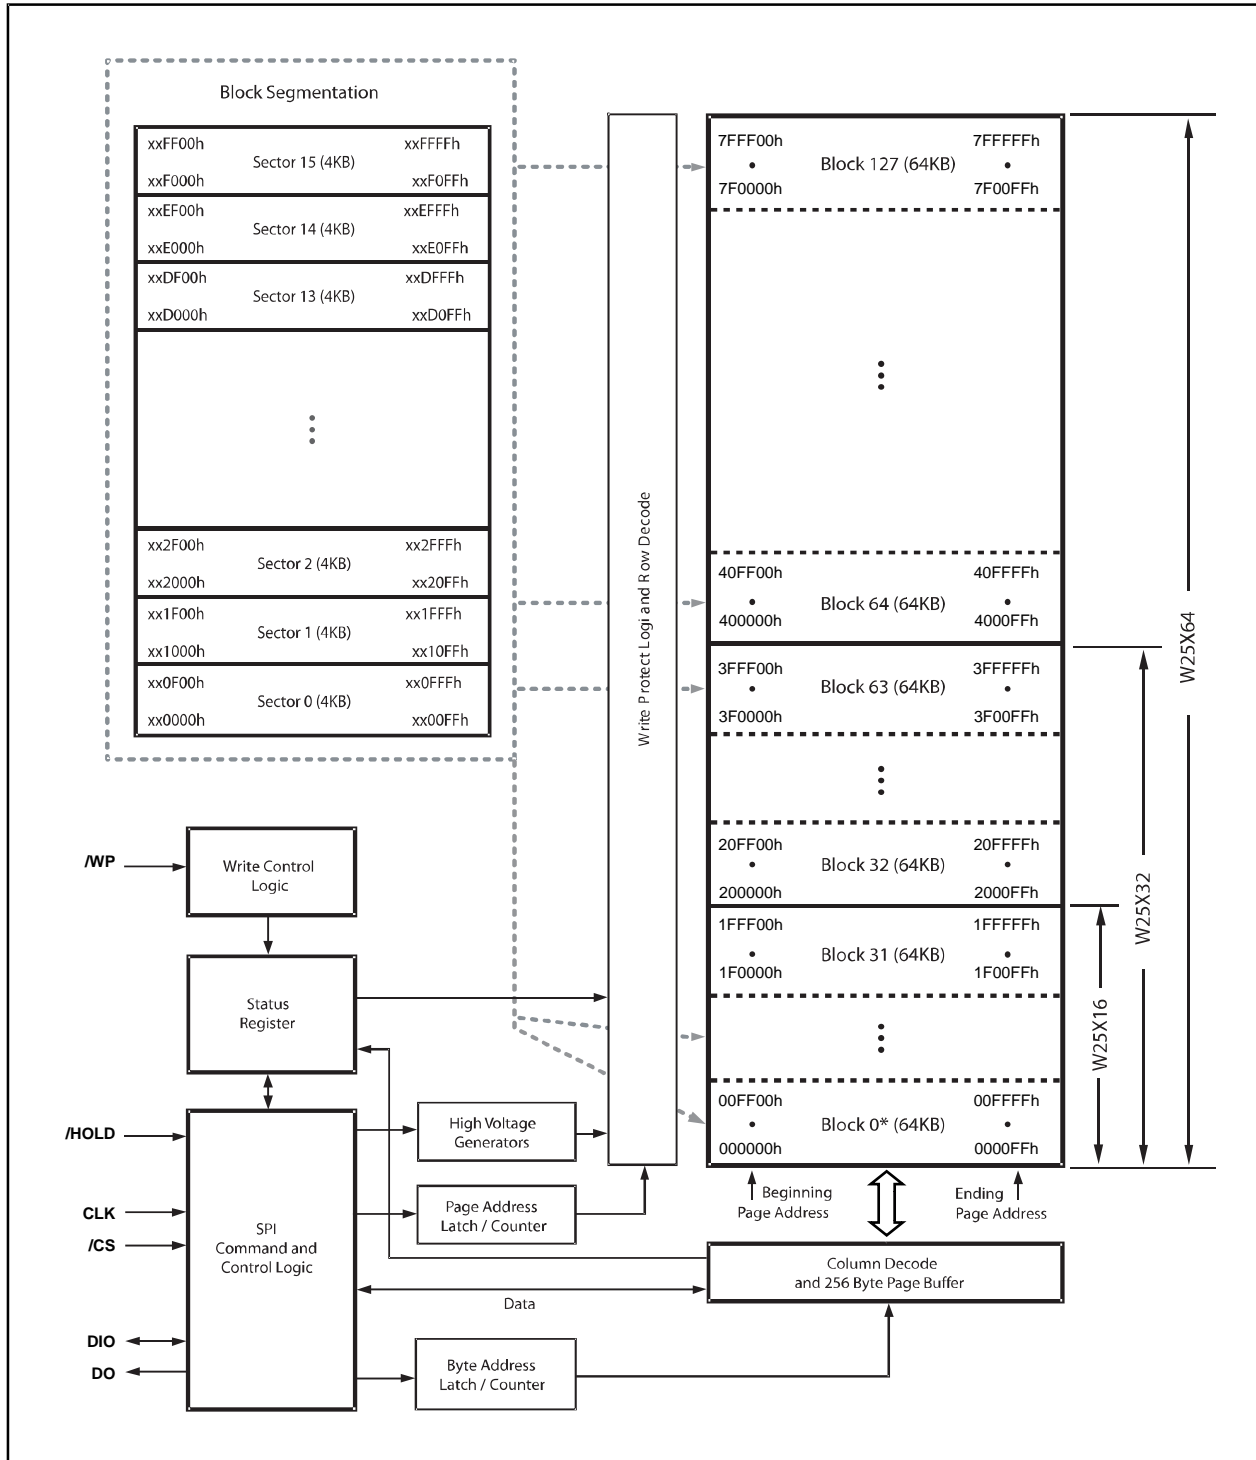 Block Segmentation
xxFF00h xxFFFFh
Sector 15 (4KB)
xxF000h xxF0FFh
xxEF00h xxEFFFh
Sector 14 (4KB)
xxE000h xxE0FFh
xxDF00h xxDFFFh
Sector 13 (4KB)
xxD000h xxD0FFh
xx2F00h xx2FFFh
Sector 2 (4KB)
xx2000h xx20FFh
xx1F00h xx1FFFh
Sector 1 (4KB)
xx1000h xx10FFh
xx0F00h xx0FFFh
Sector 0 (4KB)
xx0000h xx00FFh
Write Protect Logi and Row Decode
7FFF00h 7FFFFFh
Block 127 (64KB)
7F0000h 7F00FFh
40FF00h 40FFFFh
Block 64 (64KB)
400000h 4000FFh
3FFF00h 3FFFFFh
Block 63 (64KB)
3F0000h 3F00FFh
20FF00h 20FFFFh
Block 32 (64KB)
200000h 2000FFh
1FFF00h 1FFFFFh
Block 31 (64KB)
1F0000h 1F00FFh
00FF00h 00FFFFh
Block 0* (64KB)
000000h 0000FFh
Beginning
Page Address
Ending
Page Address
W25X16
W25X32
W25X64
/WP
Write Control
Logic
Status
Register
/HOLD
CLK
/CS
DIO
DO
SPI
Command and
Control Logic
High Voltage
Generators
Page Address
Latch / Counter
Column Decode
and 256 Byte Page Buffer
Data
Byte Address
Latch / Counter